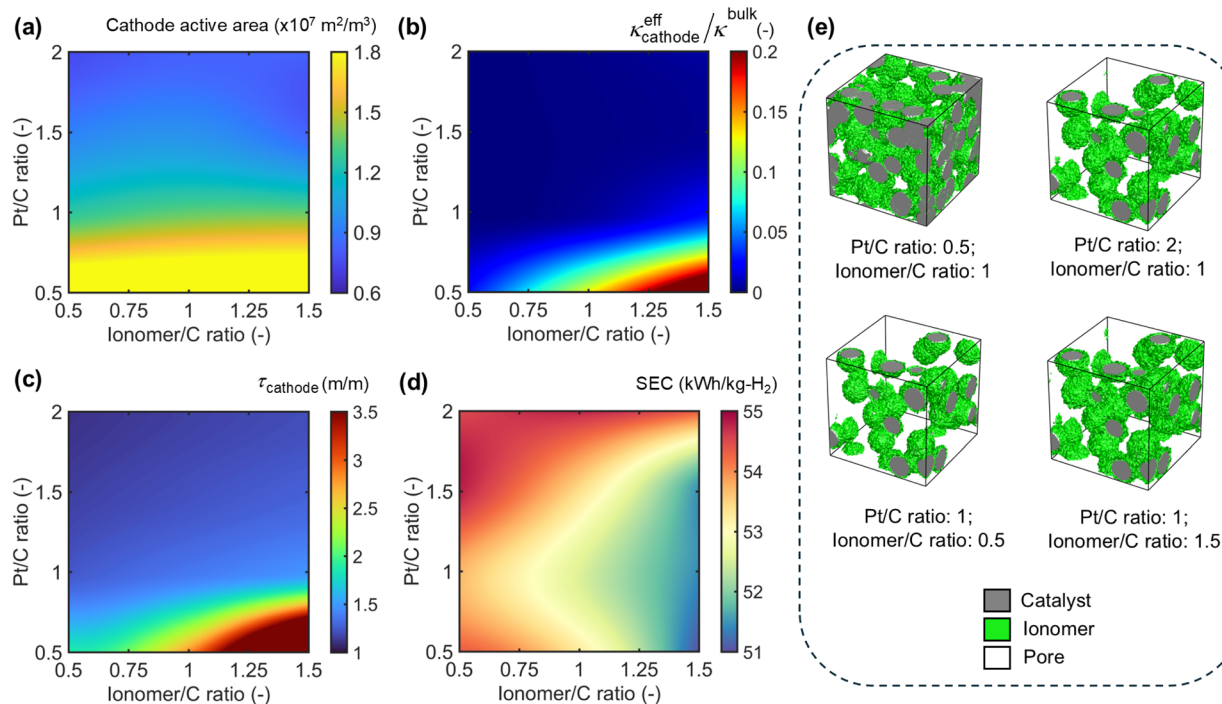 (a)
Cathode active area (x10⁷ m²/m³)
Pt/C ratio (-)
2
1.5
1
0.5
0.5 0.75 1 1.25 1.5
Ionomer/C ratio (-)
1.8
1.5
1.2
0.9
0.6
(b)
κ_cathode^eff / κ^bulk (-)
Pt/C ratio (-)
2
1.5
1
0.5
0.5 0.75 1 1.25 1.5
Ionomer/C ratio (-)
0.2
0.15
0.1
0.05
0
(c)
τ_cathode (m/m)
Pt/C ratio (-)
2
1.5
1
0.5
0.5 0.75 1 1.25 1.5
Ionomer/C ratio (-)
3.5
3
2.5
2
1.5
1
(d)
SEC (kWh/kg-H₂)
Pt/C ratio (-)
2
1.5
1
0.5
0.5 0.75 1 1.25 1.5
Ionomer/C ratio (-)
55
54
53
52
51
(e)
Pt/C ratio: 0.5;
Ionomer/C ratio: 1
Pt/C ratio: 2;
Ionomer/C ratio: 1
Pt/C ratio: 1;
Ionomer/C ratio: 0.5
Pt/C ratio: 1;
Ionomer/C ratio: 1.5
Catalyst
Ionomer
Pore